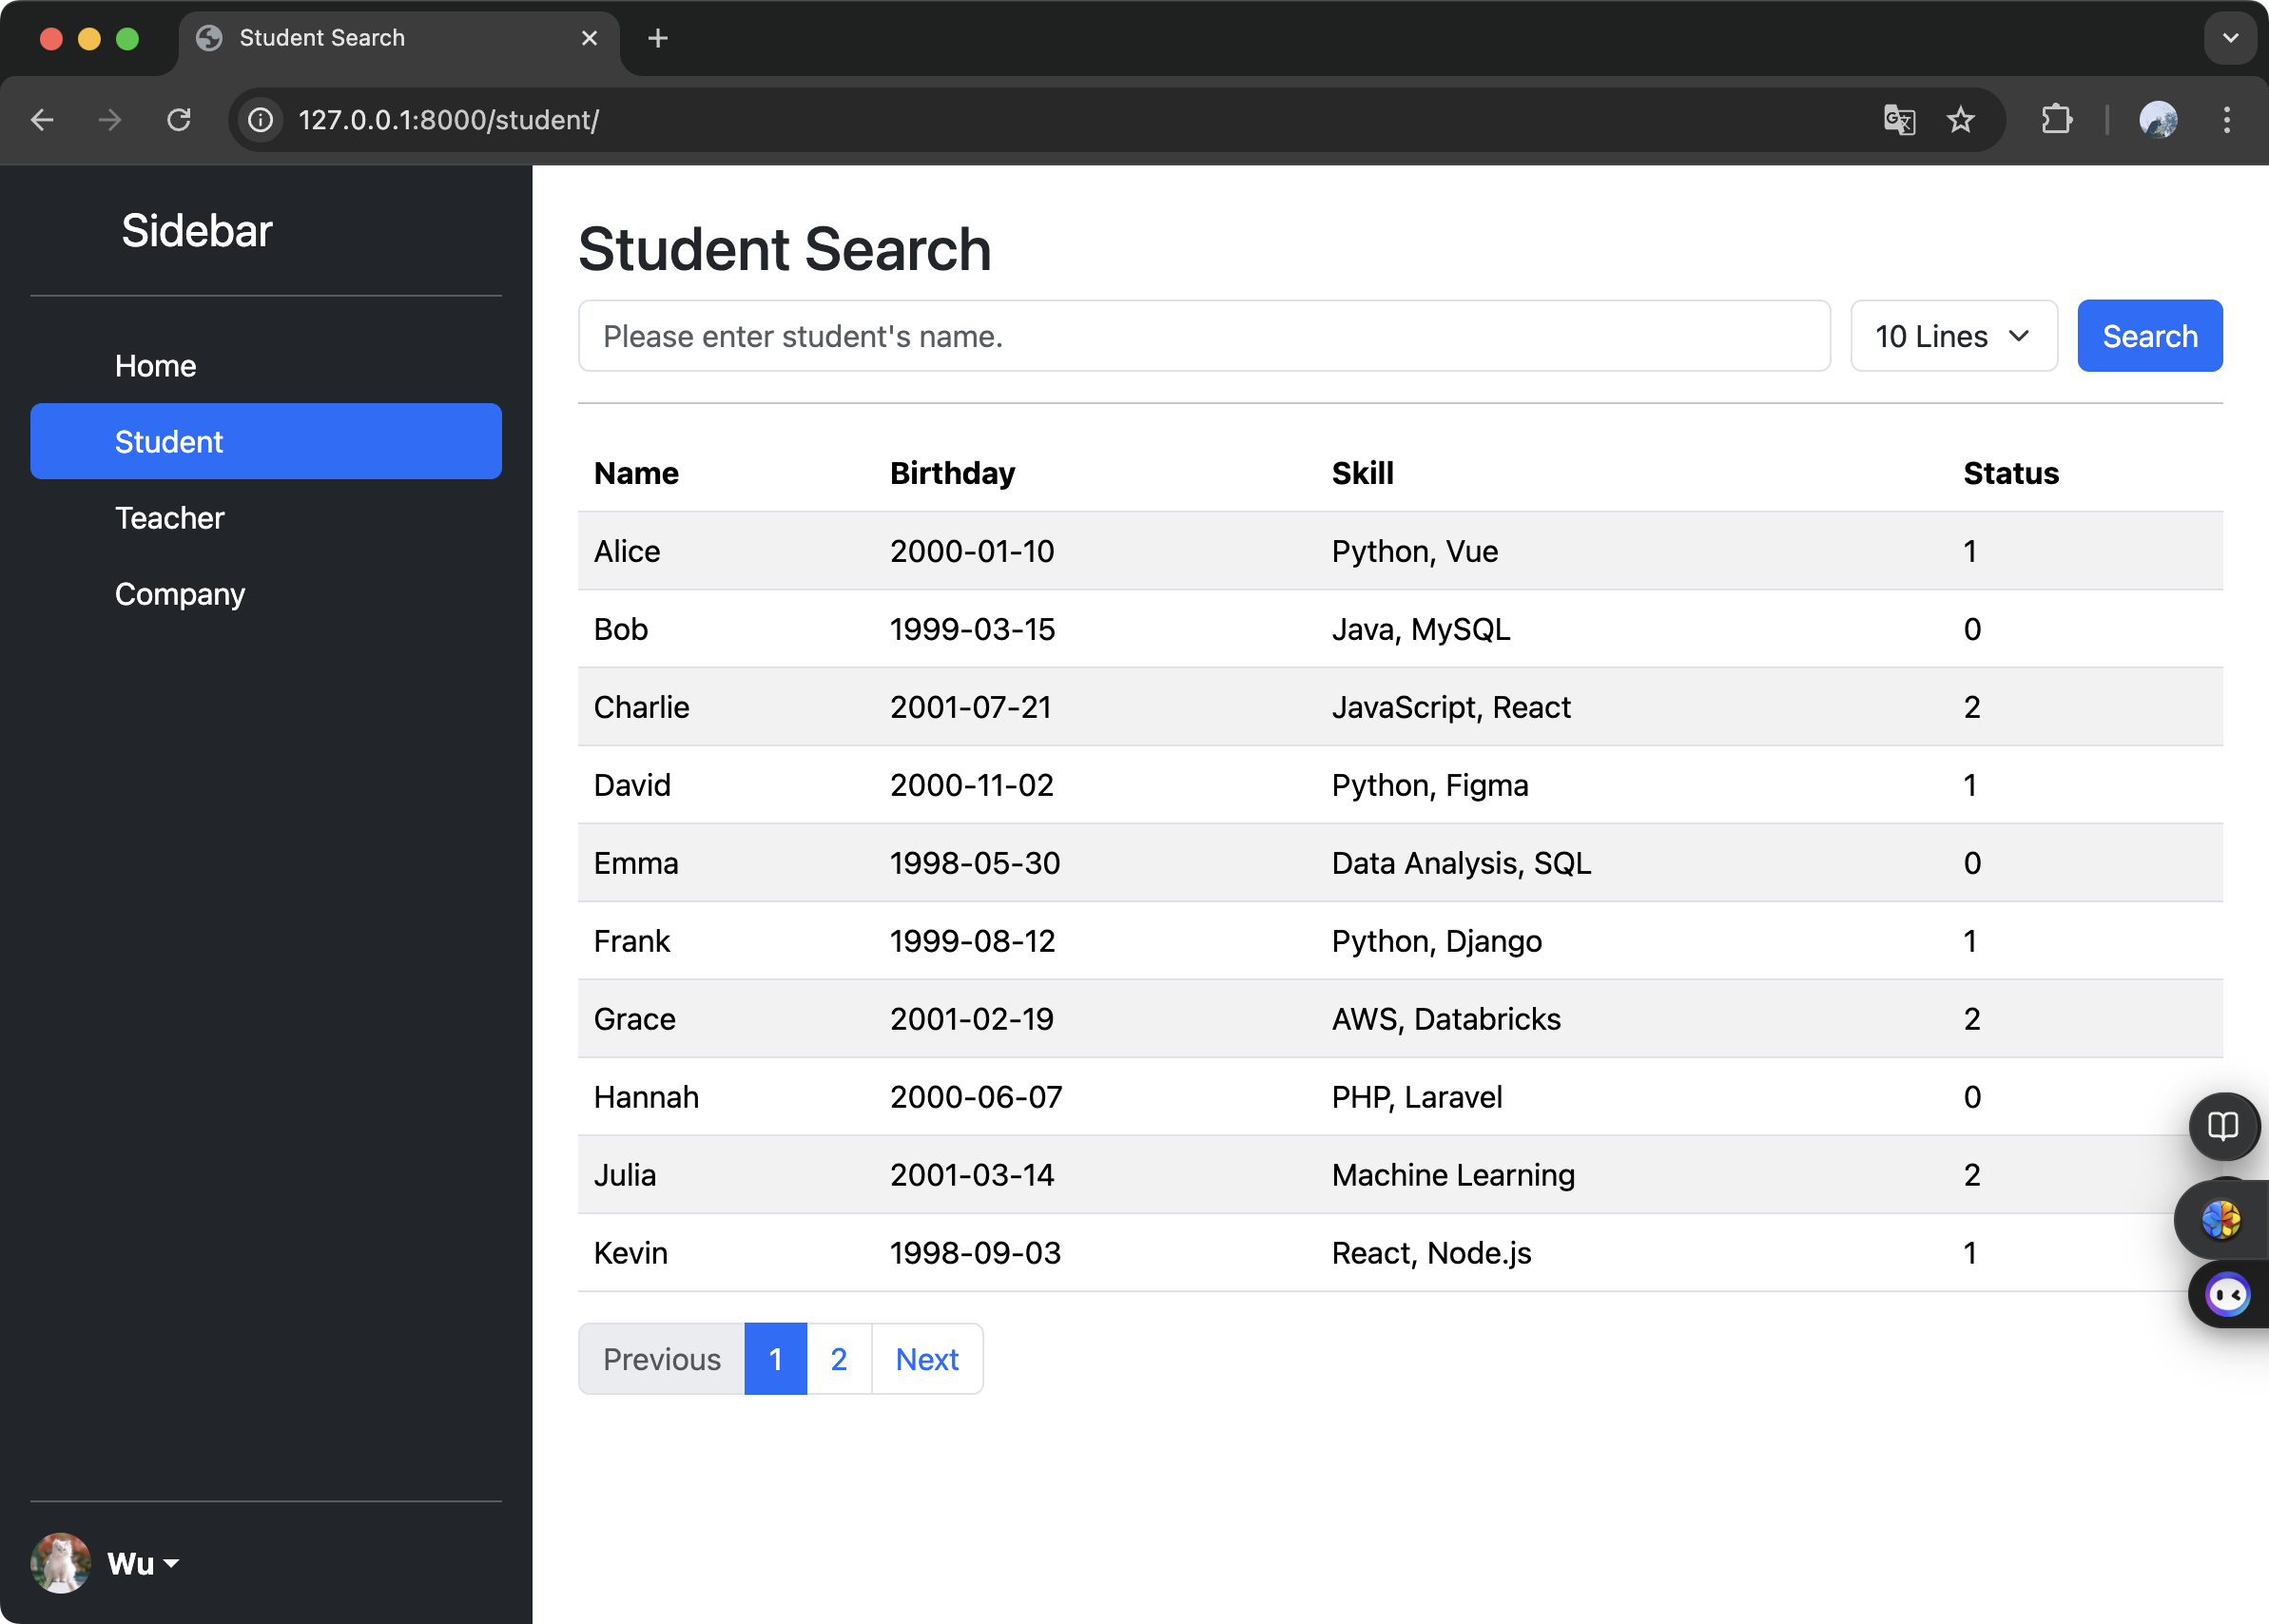 Student Search
127.0.0.1:8000/student/
Sidebar
Home
Student
Teacher
Company
Wu
Student Search
Please enter student's name.
10 Lines
Search
Name Birthday Skill Status
Alice 2000-01-10 Python, Vue 1
Bob 1999-03-15 Java, MySQL 0
Charlie 2001-07-21 JavaScript, React 2
David 2000-11-02 Python, Figma 1
Emma 1998-05-30 Data Analysis, SQL 0
Frank 1999-08-12 Python, Django 1
Grace 2001-02-19 AWS, Databricks 2
Hannah 2000-06-07 PHP, Laravel 0
Julia 2001-03-14 Machine Learning 2
Kevin 1998-09-03 React, Node.js 1
Previous 1 2 Next